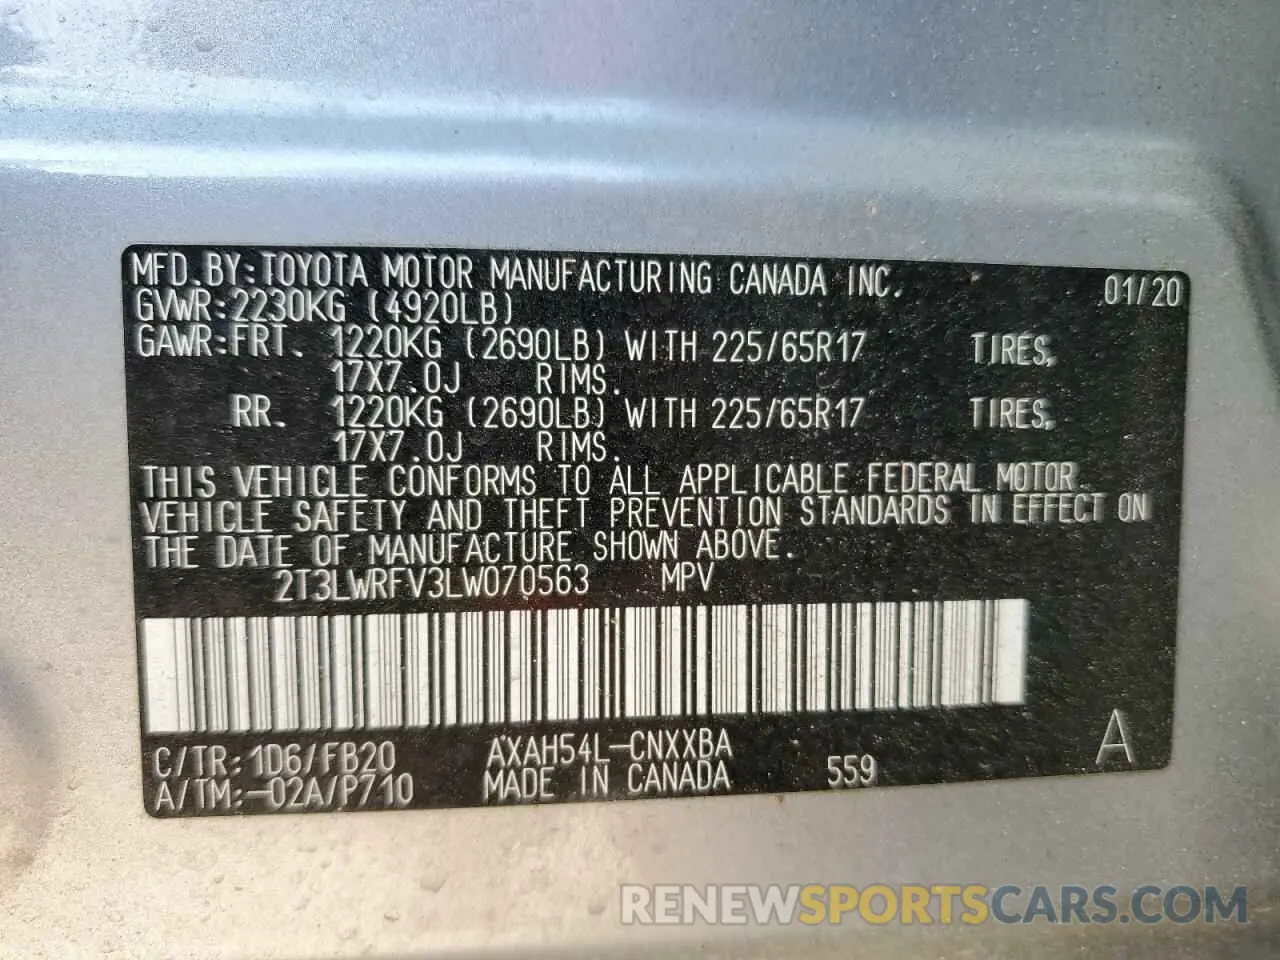 MFD.BY:TOYOTA MOTOR MANUFACTURING CANADA INC. 01/20
GVWR:2230KG (4920LB)
GAWR:FRT. 1220KG (2690LB) WITH 225/65R17 TIRES,
17X7.0J RIMS.
RR. 1220KG (2690LB) WITH 225/65R17 TIRES,
17X7.0J RIMS.
THIS VEHICLE CONFORMS TO ALL APPLICABLE FEDERAL MOTOR
VEHICLE SAFETY AND THEFT PREVENTION STANDARDS IN EFFECT ON
THE DATE OF MANUFACTURE SHOWN ABOVE.
2T3LWRFV3LW070563 MPV
C/TR:1D6/FB20 AXAH54L-CNXXBA
A/TM:-02A/P710 MADE IN CANADA 559 A
RENEWSPORTSCARS.COM